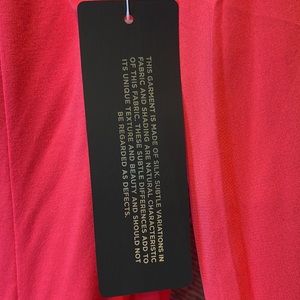 THIS GARMENT IS MADE OF SILK. SUBTLE VARIATIONS IN
FABRIC AND SHADING ARE NATURAL CHARACTERISTIC
OF THIS FABRIC. THESE SUBTLE DIFFERENCES ADD TO
ITS UNIQUE TEXTURE AND BEAUTY AND SHOULD NOT
BE REGARDED AS DEFECTS.